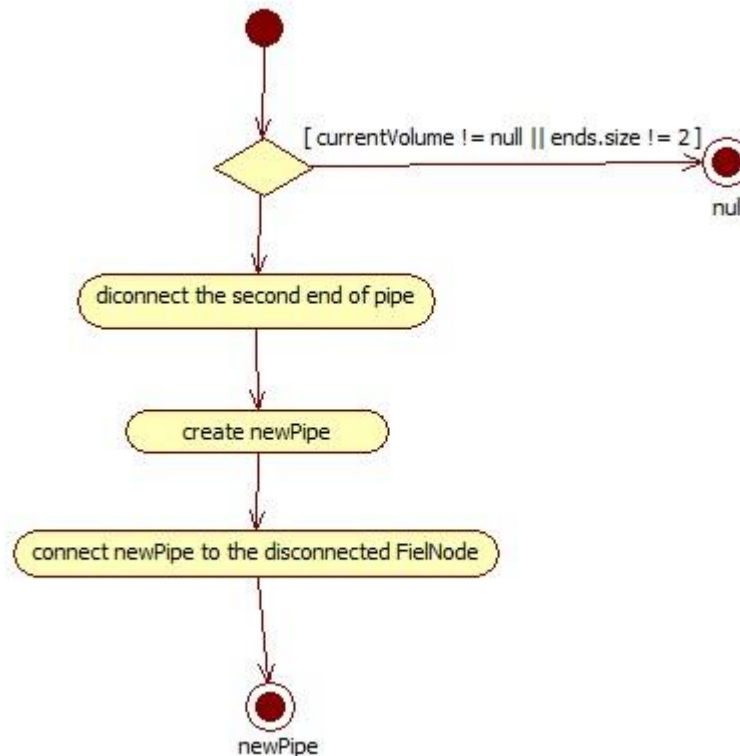 [ currentVolume != null || ends.size != 2 ]
nul
diconnect the second end of pipe
create newPipe
connect newPipe to the disconnected FielNode
newPipe